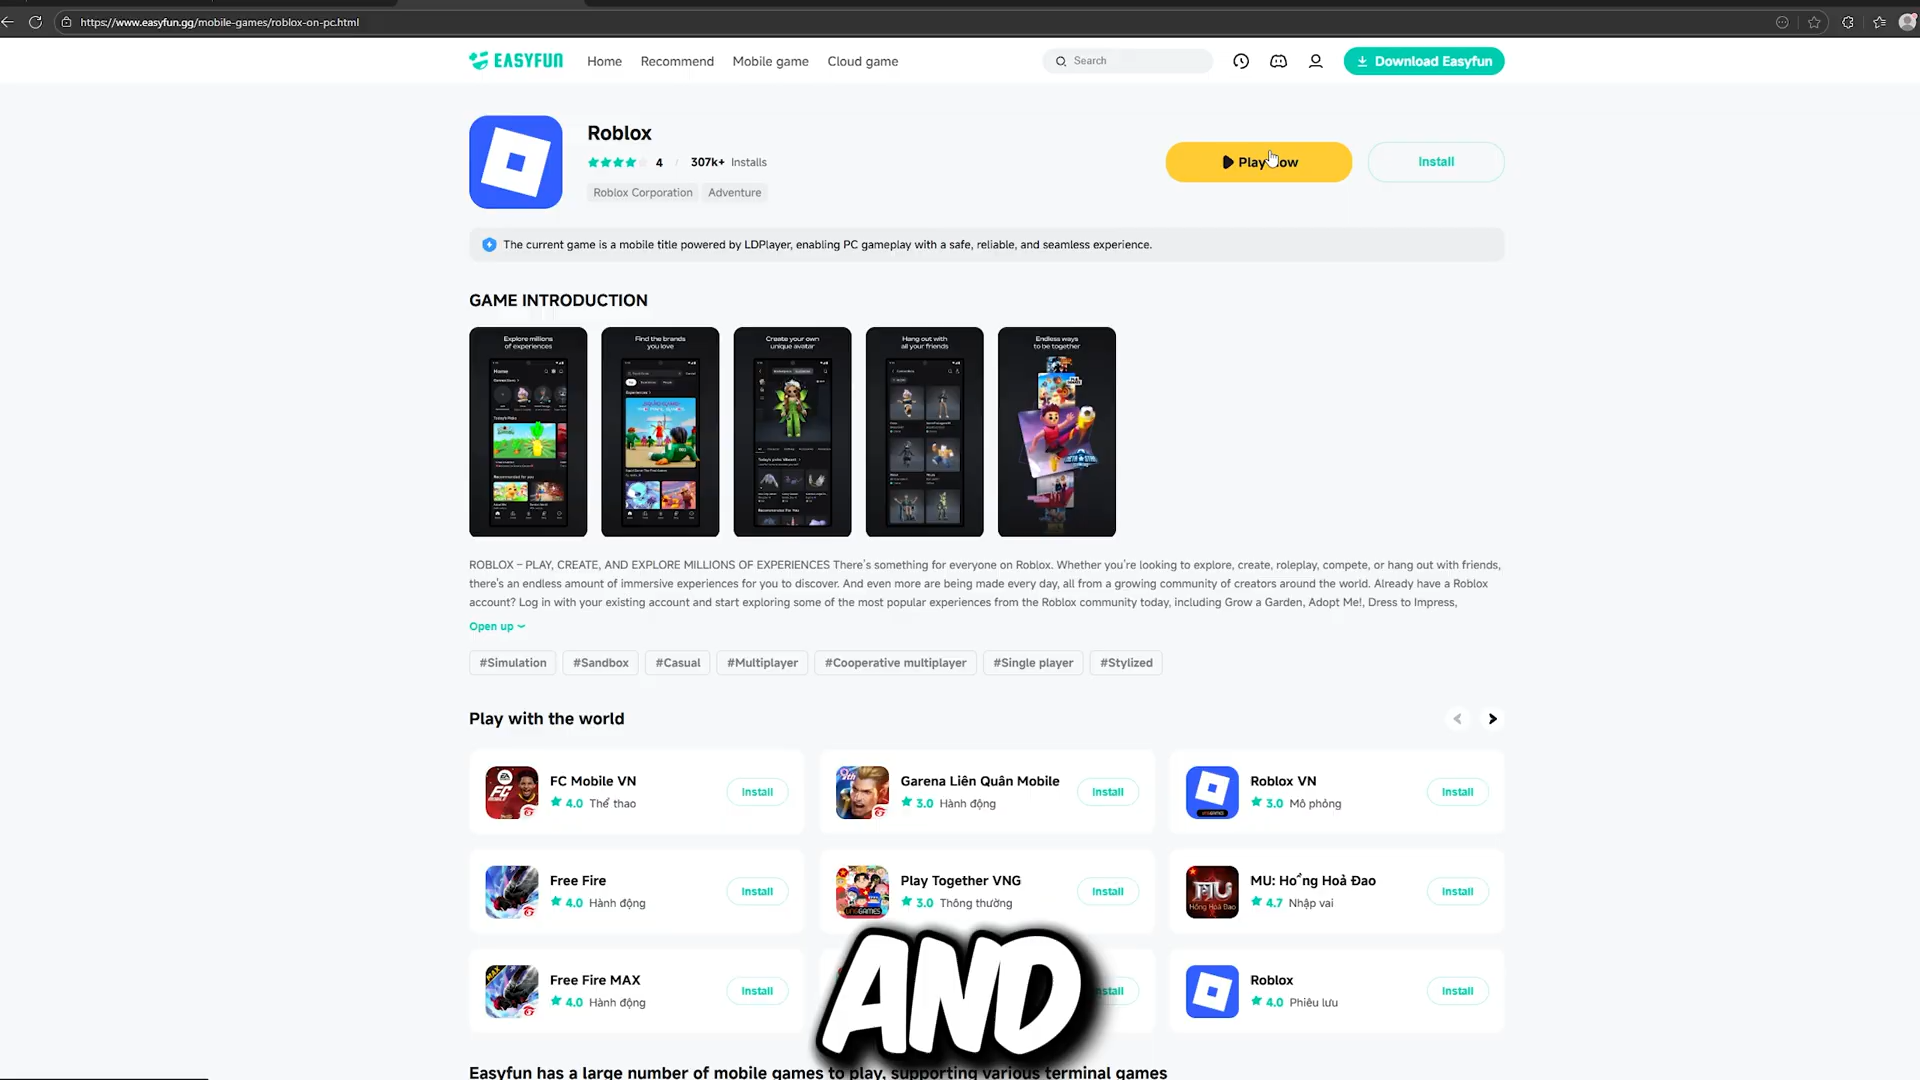 https://www.easyfun.gg/mobile-games/roblox-on-pc.html
EASYFUN
Home
Recommend
Mobile game
Cloud game
Search
Download Easyfun
Roblox
4 / 307k+ Installs
Roblox Corporation
Adventure
Play Now
Install
The current game is a mobile title powered by LDPlayer, enabling PC gameplay with a safe, reliable, and seamless experience.
GAME INTRODUCTION
Explore millions
of experiences
Home
Find the brands
you love
Create your own
unique avatar
Hang out with
all your friends
Endless ways
to be together
ROBLOX – PLAY, CREATE, AND EXPLORE MILLIONS OF EXPERIENCES There's something for everyone on Roblox. Whether you're looking to explore, create, roleplay, compete, or hang out with friends,
there's an endless amount of immersive experiences for you to discover. And even more are being made every day, all from a growing community of creators around the world. Already have a Roblox
account? Log in with your existing account and start exploring some of the most popular experiences from the Roblox community today, including Grow a Garden, Adopt Me!, Dress to Impress,
Open up
#Simulation
#Sandbox
#Casual
#Multiplayer
#Cooperative multiplayer
#Single player
#Stylized
Play with the world
FC Mobile VN
4.0 Thể thao
Install
Garena Liên Quân Mobile
3.0 Hành động
Install
Roblox VN
3.0 Mô phỏng
Install
Free Fire
4.0 Hành động
Install
Play Together VNG
3.0 Thông thường
Install
MU: Hồng Hoả Đao
4.7 Nhập vai
Install
Free Fire MAX
4.0 Hành động
Install
Roblox
4.0 Phiêu lưu
Install
AND
Easyfun has a large number of mobile games to play, supporting various terminal games